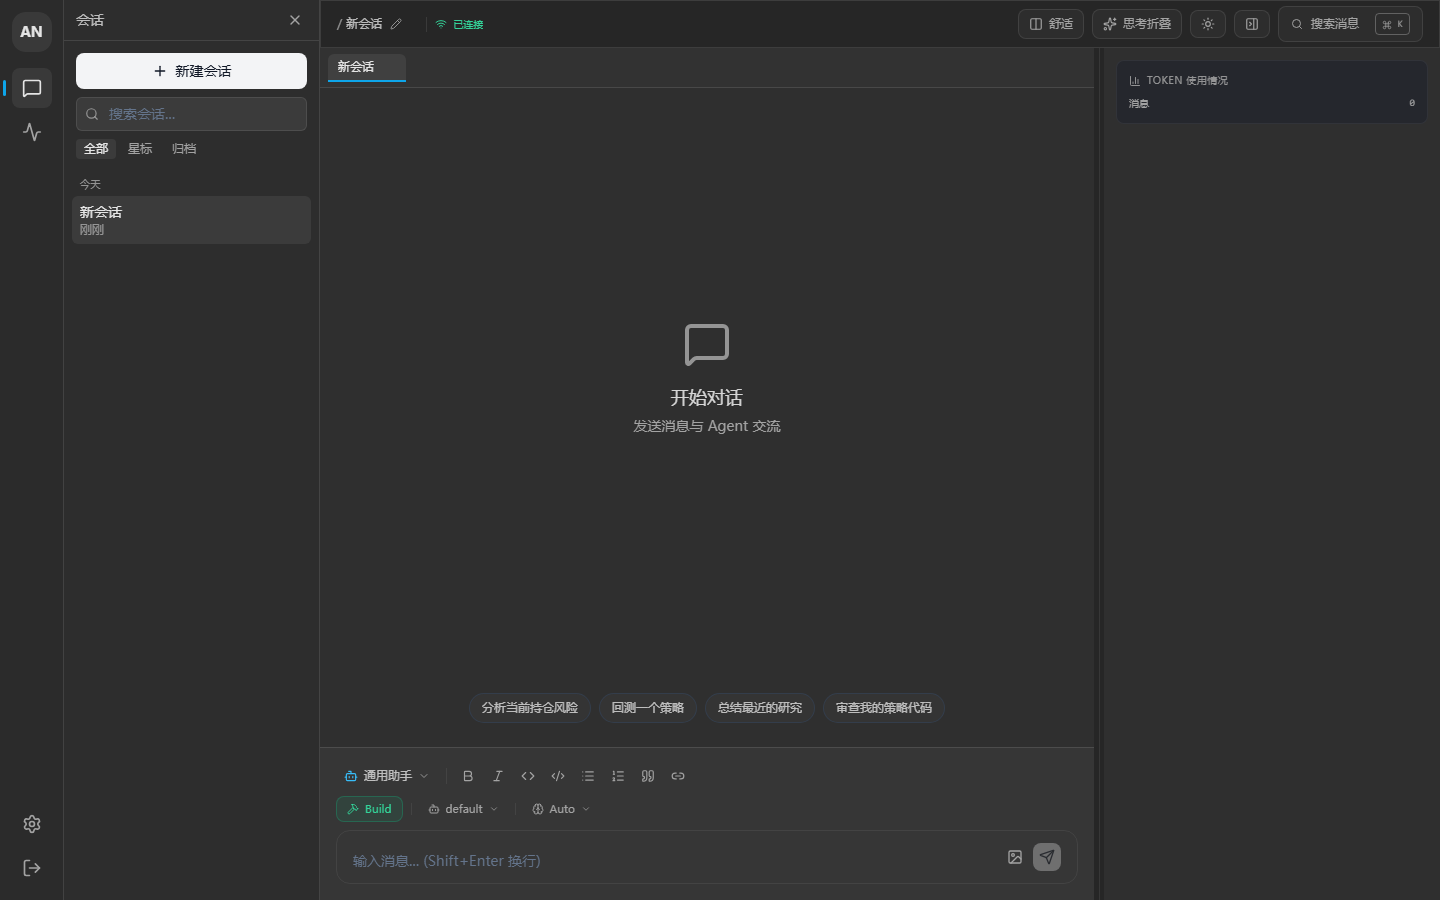 AN
会话
新建会话
搜索会话...
全部 星标 归档
今天
新会话
刚刚
/ 新会话
已连接
舒适
思考折叠
搜索消息 ⌘ K
新会话
TOKEN 使用情况
消息 0
开始对话
发送消息与 Agent 交流
分析当前持仓风险 回测一个策略 总结最近的研究 审查我的策略代码
通用助手
Build default Auto
输入消息... (Shift+Enter 换行)